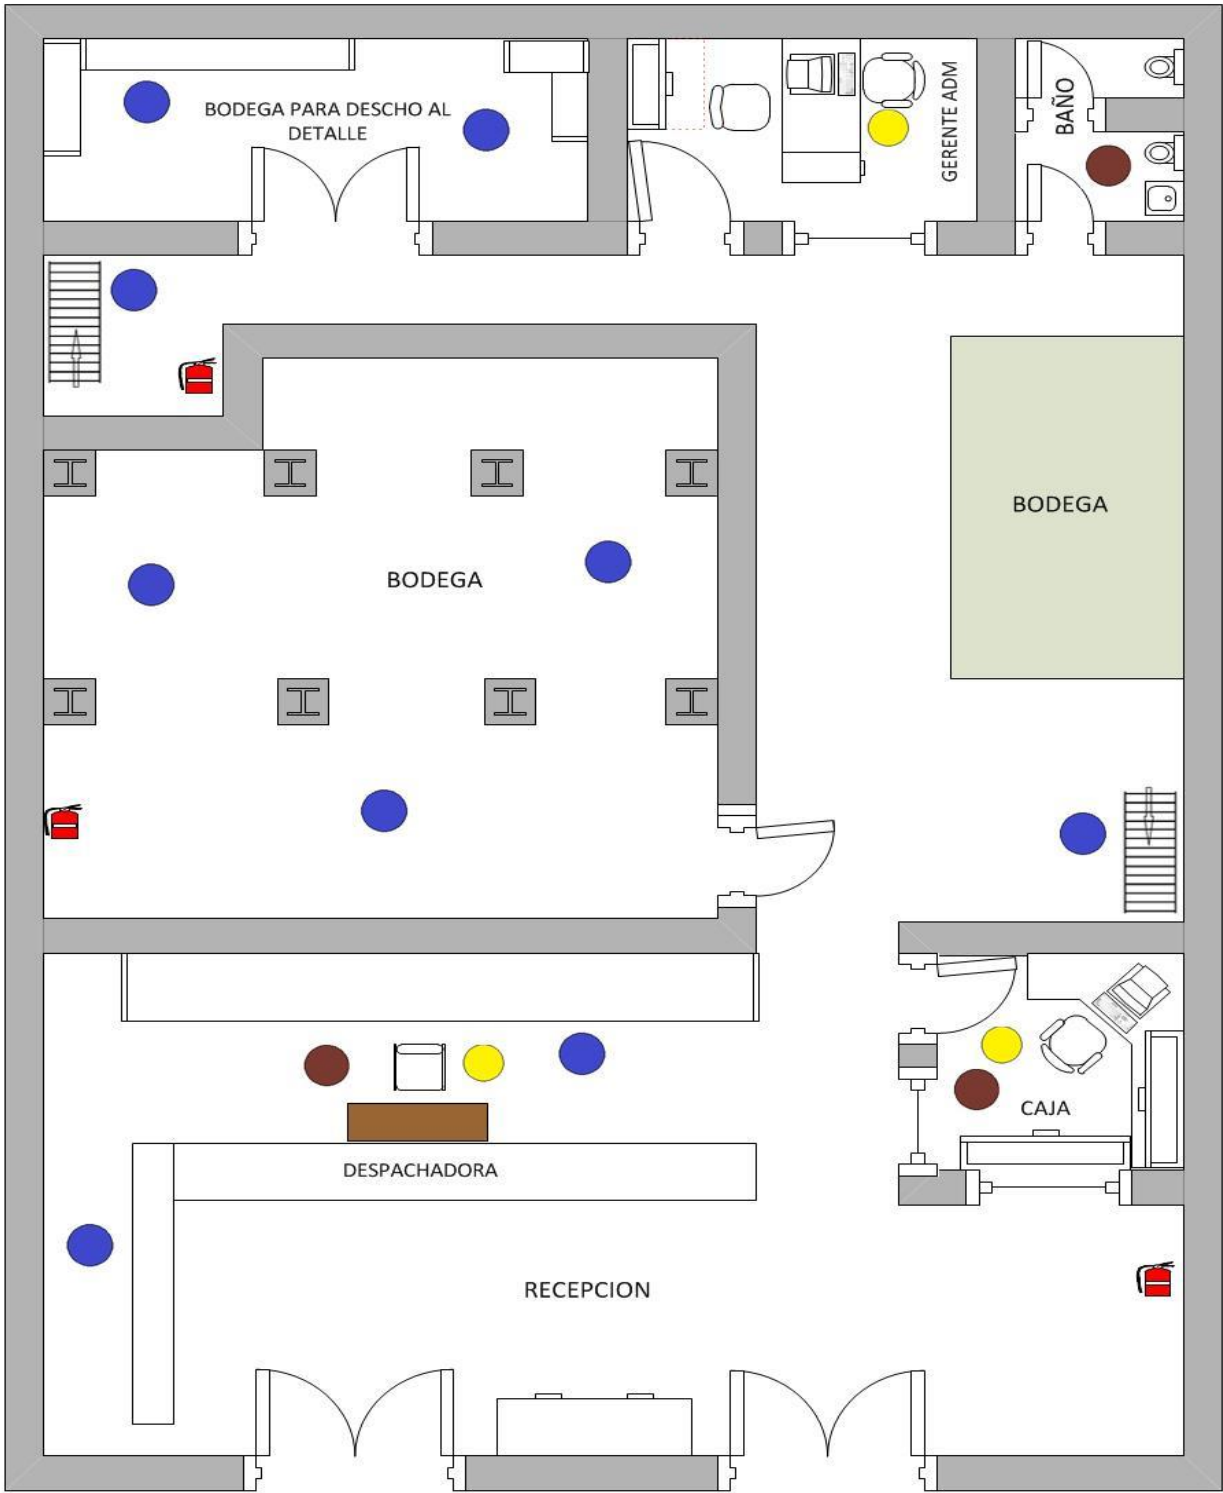 BODEGA PARA DESCHO AL
DETALLE
GERENTE ADM
BAÑO
BODEGA
BODEGA
CAJA
DESPACHADORA
RECEPCION